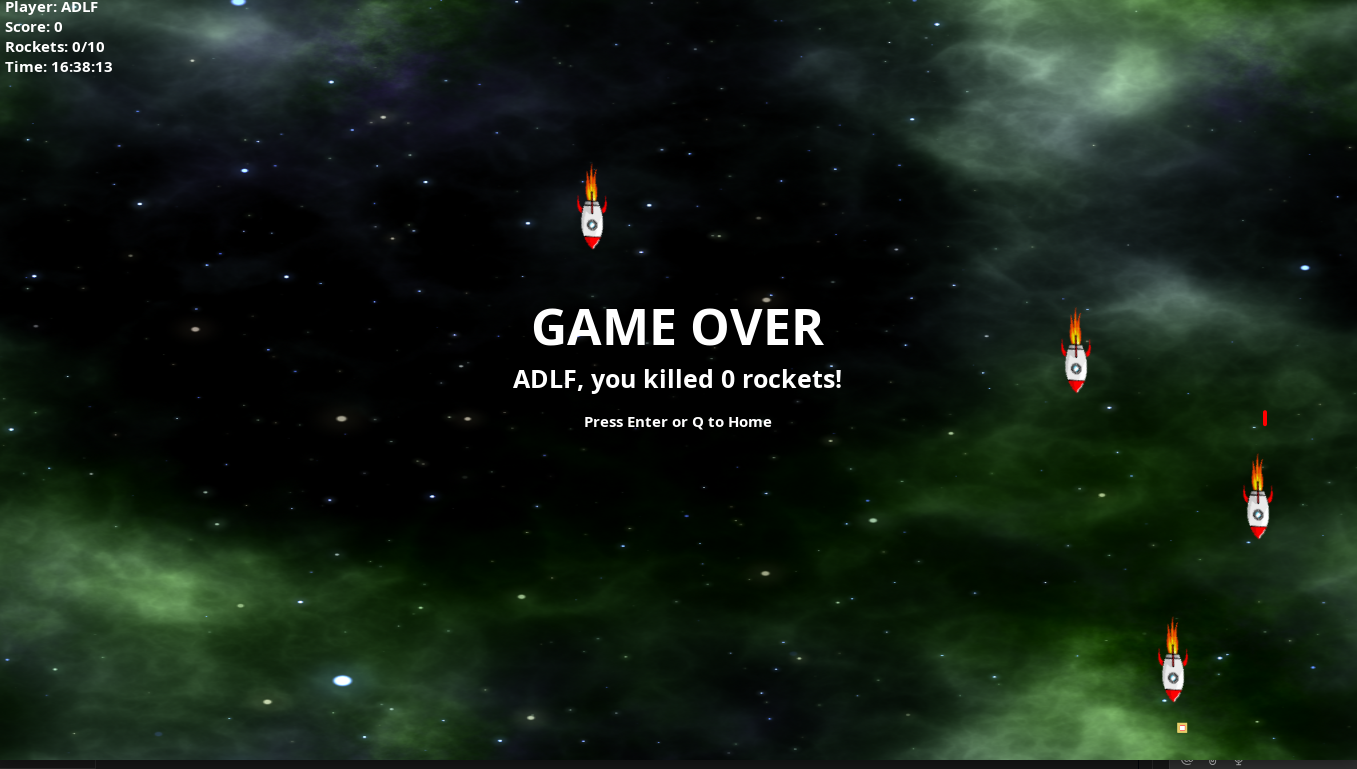 Player: ADLF
Score: 0
Rockets: 0/10
Time: 16:38:13
GAME OVER
ADLF, you killed 0 rockets!
Press Enter or Q to Home